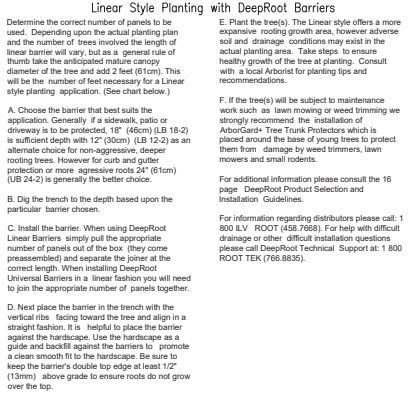 Linear Style Planting with DeepRoot Barriers
Determine the correct number of panels to be
used. Depending upon the actual planting plan
and the number of trees involved the length of
linear barrier will vary, but as a general rule of
thumb take the anticipated mature canopy
diameter of the tree and add 2 feet (61cm). This
will be the number of feet necessary for a Linear
style planting application. (See chart below.)
A. Choose the barrier that best suits the
application. Generally if a sidewalk, patio or
driveway is to be protected, 18" (46cm) (LB 18-2)
is sufficient depth with 12" (30cm) (LB 12-2) as an
alternate choice for non-aggressive, deeper
rooting trees. However for curb and gutter
protection or more agressive roots 24" (61cm)
(UB 24-2) is generally the better choice.
B. Dig the trench to the depth based upon the
particular barrier chosen.
C. Install the barrier. When using DeepRoot
Linear Barriers simply pull the appropriate
number of panels out of the box (they come
preassembled) and separate the joiner at the
correct length. When installing DeepRoot
Universal Barriers in a linear fashion you will need
to join the appropriate number of panels together.
D. Next place the barrier in the trench with the
vertical ribs facing toward the tree and align in a
straight fashion. It is helpful to place the barrier
against the hardscape. Use the hardscape as a
guide and backfill against the barriers to promote
a clean smooth fit to the hardscape. Be sure to
keep the barrier's double top edge at least 1/2"
(13mm) above grade to ensure roots do not grow
over the top.
E. Plant the tree(s). The Linear style offers a more
expansive rooting growth area, however adverse
soil and drainage conditions may exist in the
actual planting area. Take steps to ensure
healthy growth of the tree at planting. Consult
with a local Arborist for planting tips and
recommendations.
F. If the tree(s) will be subject to maintenance
work such as lawn mowing or weed trimming we
strongly recommend the installation of
ArborGard+ Tree Trunk Protectors which is
placed around the base of young trees to protect
them from damage by weed trimmers, lawn
mowers and small rodents.
For additional information please consult the 16
page DeepRoot Product Selection and
Installation Guidelines.
For information regarding distributors please call: 1
800 ILV ROOT (458.7668). For help with difficult
drainage or other difficult installation questions
please call DeepRoot Technical Support at: 1 800
ROOT TEK (766.8835).